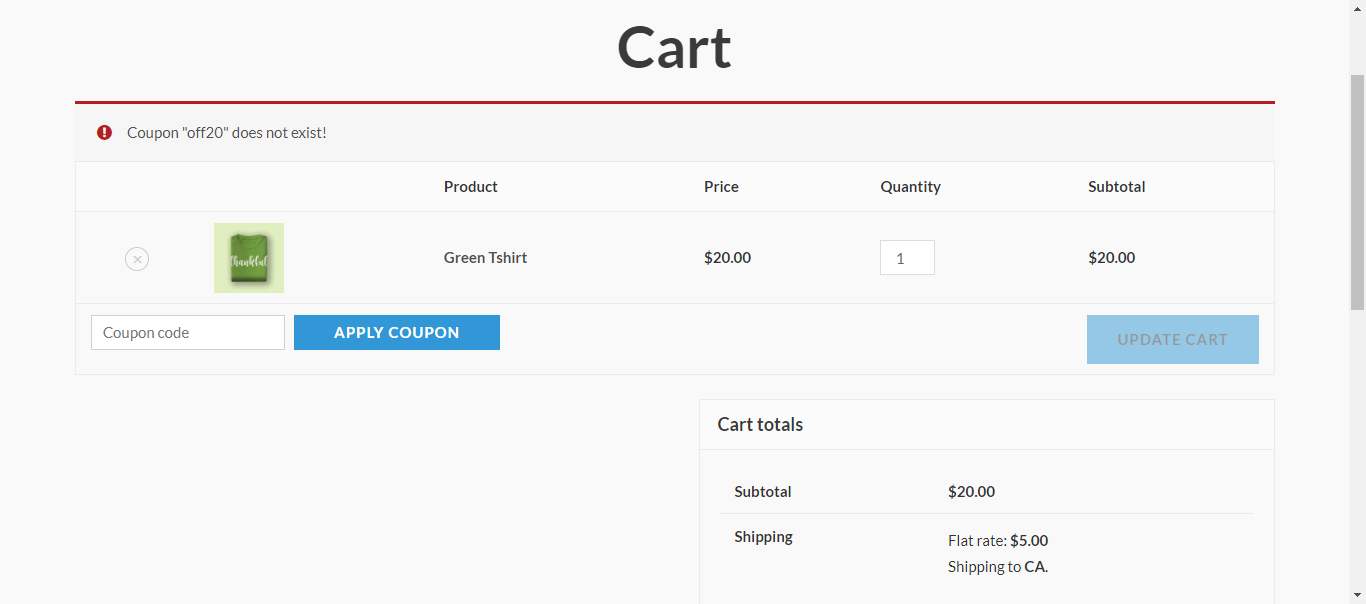 Cart
Coupon "off20" does not exist!
Product Price Quantity Subtotal
thankful
Green Tshirt $20.00 1 $20.00
Coupon code APPLY COUPON UPDATE CART
Cart totals
Subtotal $20.00
Shipping Flat rate: $5.00
Shipping to CA.